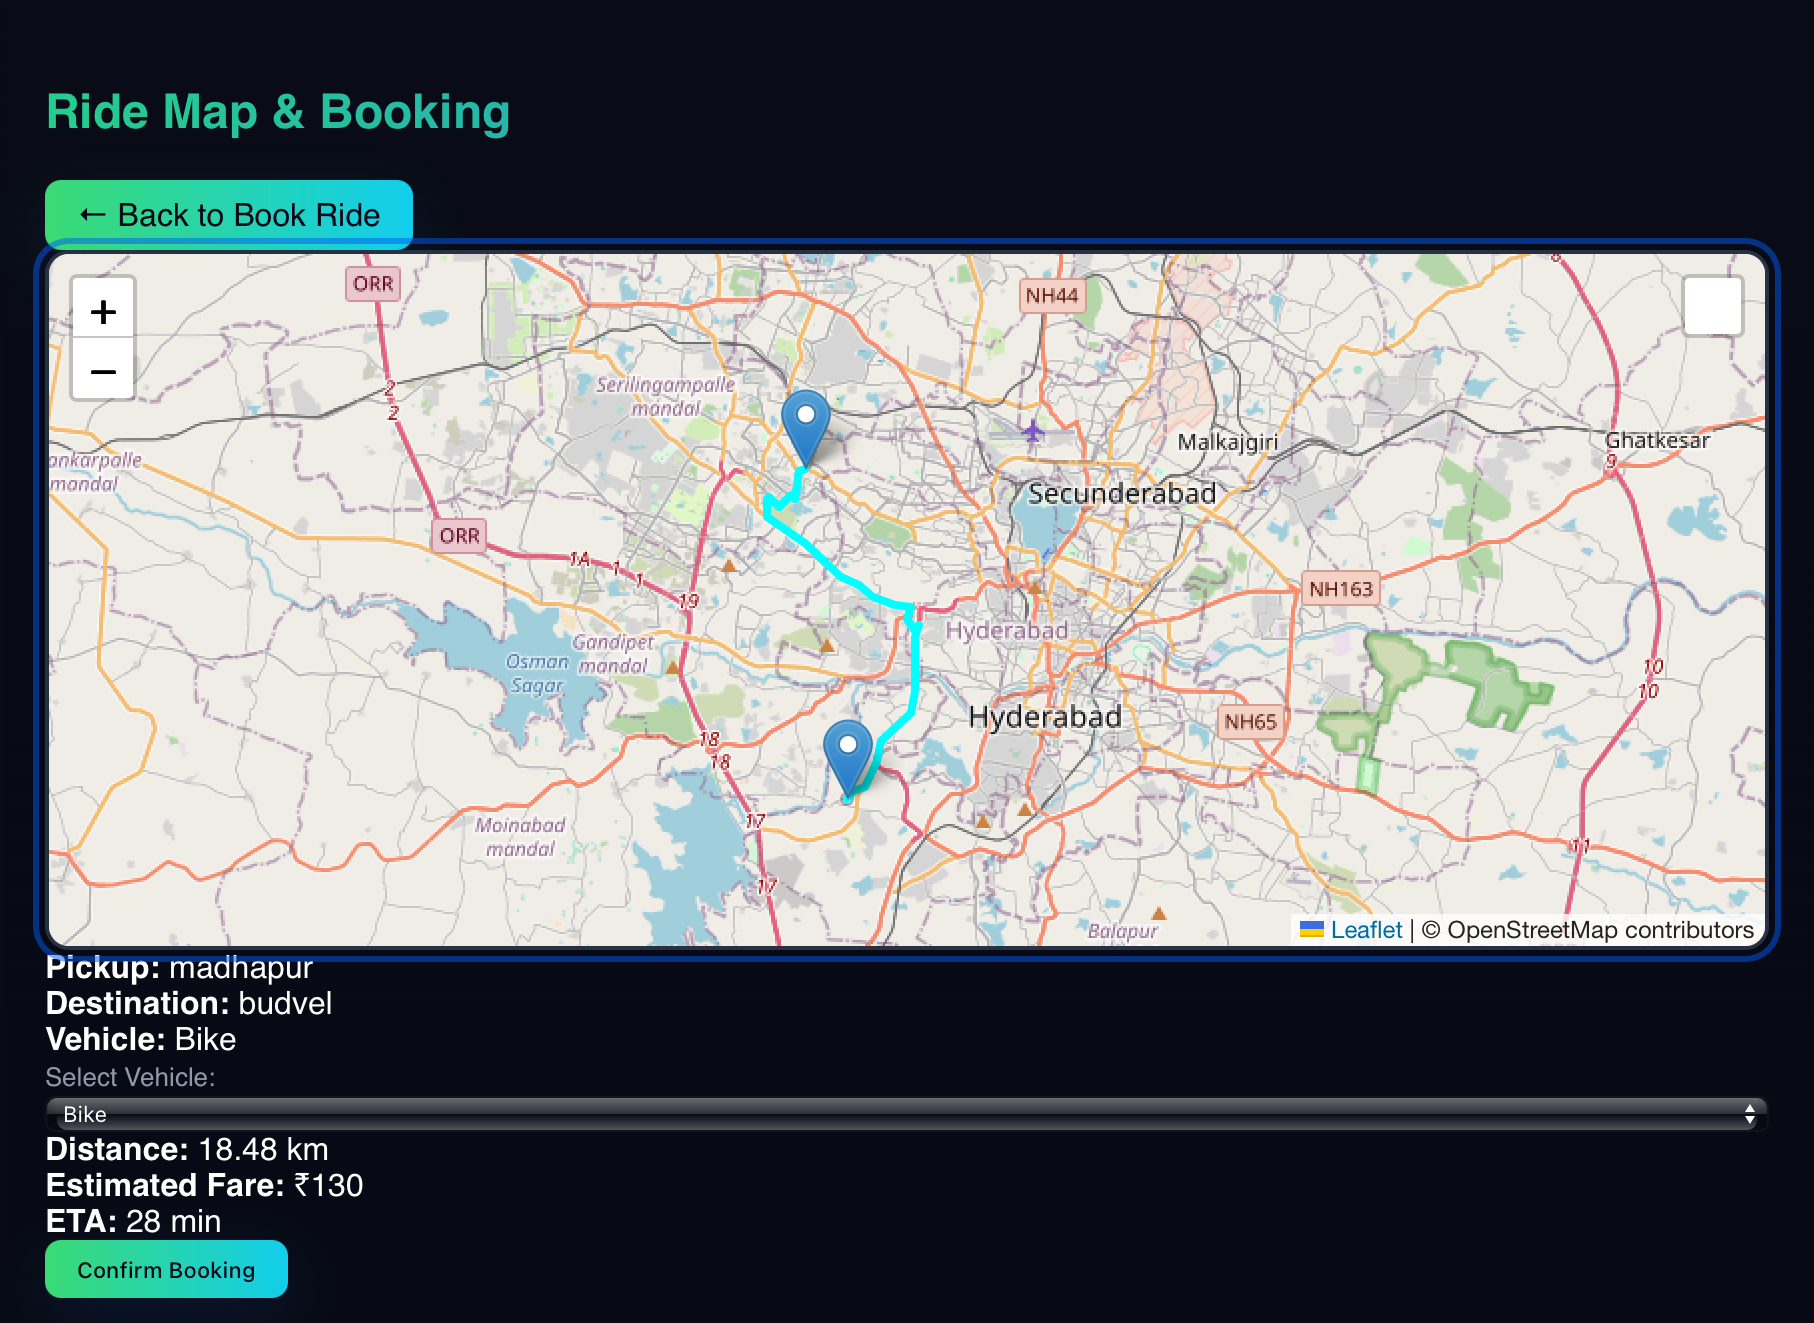 Ride Map & Booking
← Back to Book Ride
+
−
ORR
NH44
8
2
2
Serilingampalle
mandal
Malkajgiri
Ghatkesar
9
ankarpalle
mandal
Secunderabad
ORR
1A
1
1
19
NH163
Hyderabad
Gandipet
mandal
Osman
Sagar
10
10
Hyderabad
NH65
18
18
17
Moinabad
mandal
11
17
Balapur
Leaflet | © OpenStreetMap contributors
Pickup: madhapur
Destination: budvel
Vehicle: Bike
Select Vehicle:
Bike
Distance: 18.48 km
Estimated Fare: ₹130
ETA: 28 min
Confirm Booking